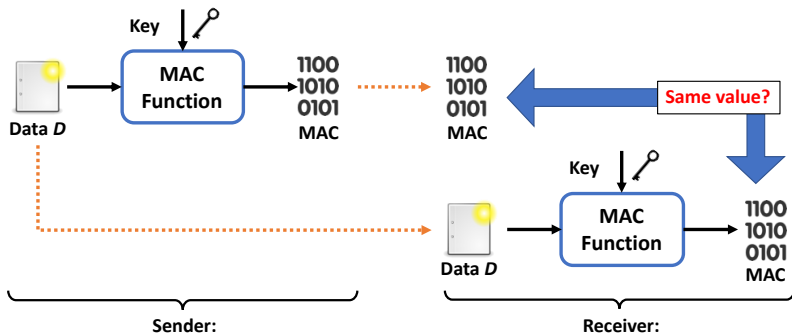 Key
MAC
Function
Data D
1100
1010
0101
MAC
1100
1010
0101
MAC
Same value?
Key
MAC
Function
Data D
1100
1010
0101
MAC
Sender:
Receiver: